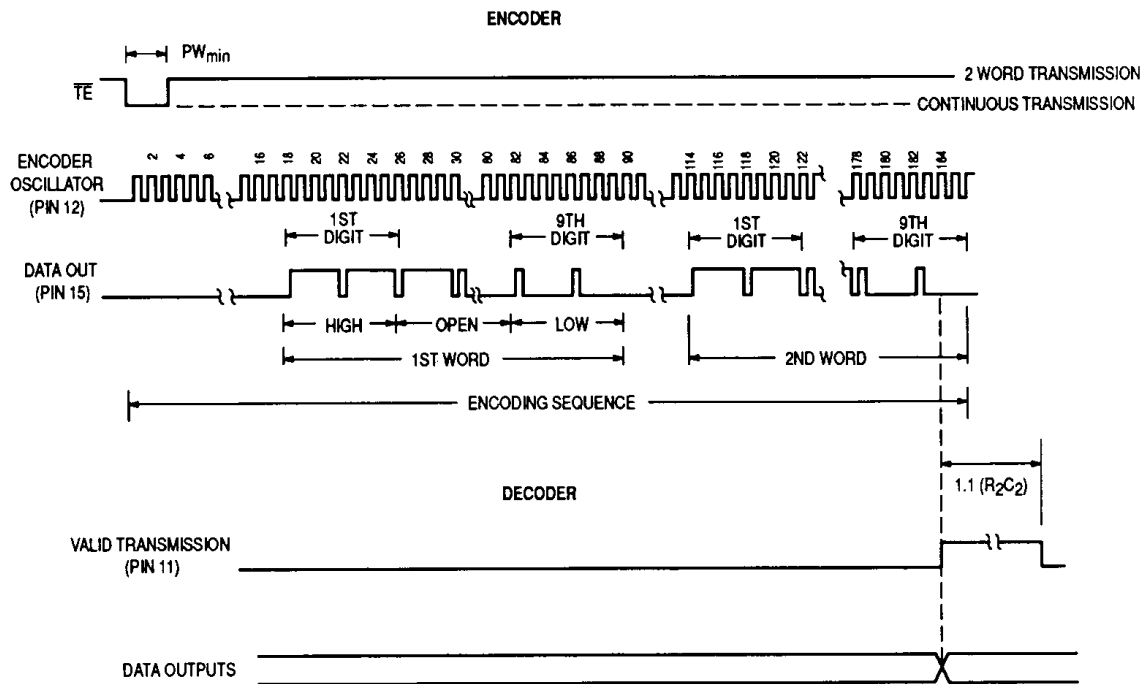 ENCODER
PWmin
TE
2 WORD TRANSMISSION
CONTINUOUS TRANSMISSION
ENCODER
OSCILLATOR
(PIN 12)
2 4 6 16 18 20 22 24 26 28 30 80 82 84 86 88 90 114 116 118 120 122 178 180 182 184
1ST
DIGIT
9TH
DIGIT
1ST
DIGIT
9TH
DIGIT
DATA OUT
(PIN 15)
HIGH OPEN LOW
1ST WORD 2ND WORD
ENCODING SEQUENCE
1.1 (R2C2)
DECODER
VALID TRANSMISSION
(PIN 11)
DATA OUTPUTS